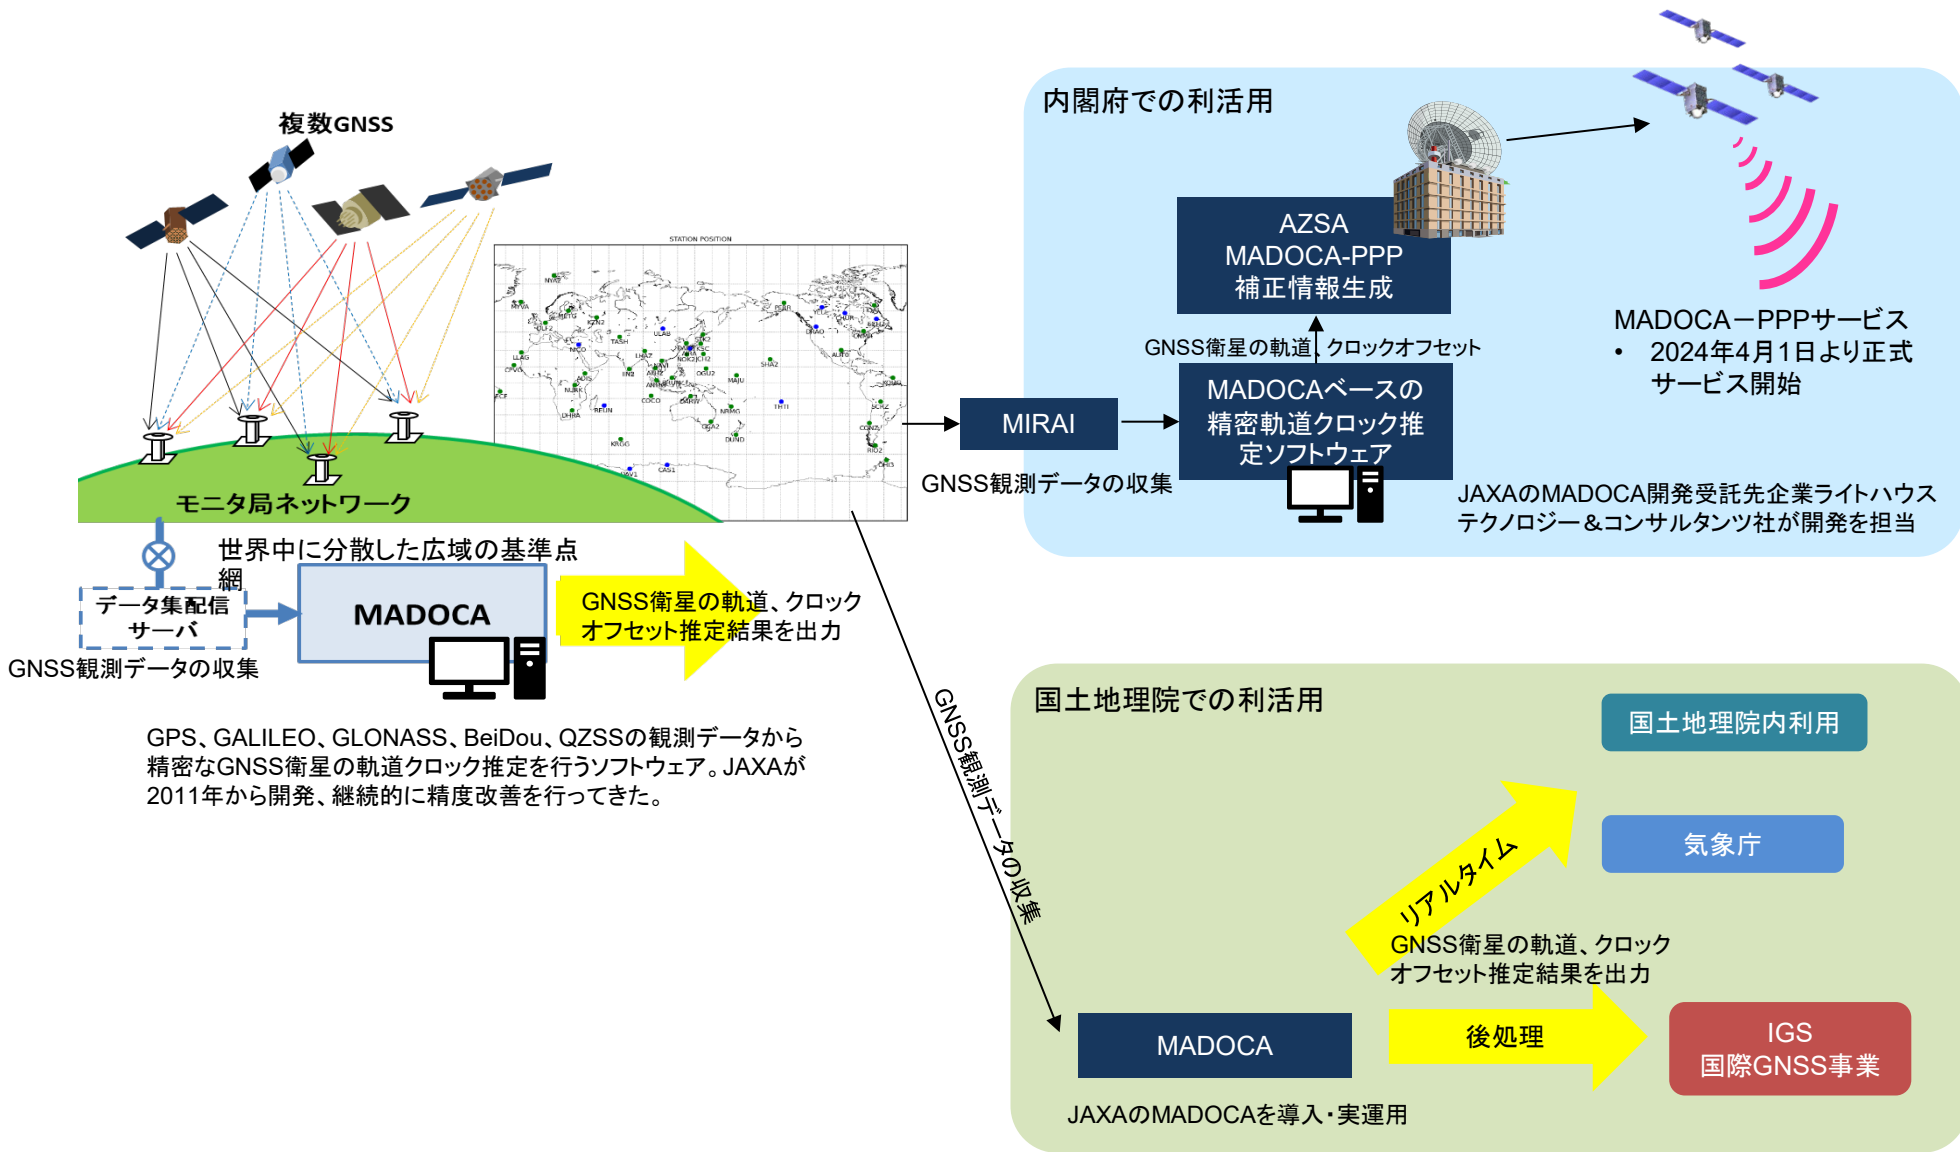 複数GNSS
STATION POSITION
モニタ局ネットワーク
世界中に分散した広域の基準点
網
データ集配信
サーバ
GNSS観測データの収集
MADOCA
GNSS衛星の軌道、クロック
オフセット推定結果を出力
GPS、GALILEO、GLONASS、BeiDou、QZSSの観測データから
精密なGNSS衛星の軌道クロック推定を行うソフトウェア。JAXAが
2011年から開発、継続的に精度改善を行ってきた。
内閣府での利活用
AZSA
MADOCA-PPP
補正情報生成
GNSS衛星の軌道、クロックオフセット
MIRAI
GNSS観測データの収集
MADOCAベースの
精密軌道クロック推
定ソフトウェア
MADOCA－PPPサービス
• 2024年4月1日より正式
サービス開始
JAXAのMADOCA開発受託先企業ライトハウス
テクノロジー＆コンサルタンツ社が開発を担当
GNSS観測データの収集
国土地理院での利活用
国土地理院内利用
気象庁
リアルタイム
GNSS衛星の軌道、クロック
オフセット推定結果を出力
MADOCA
後処理
IGS
国際GNSS事業
JAXAのMADOCAを導入・実運用